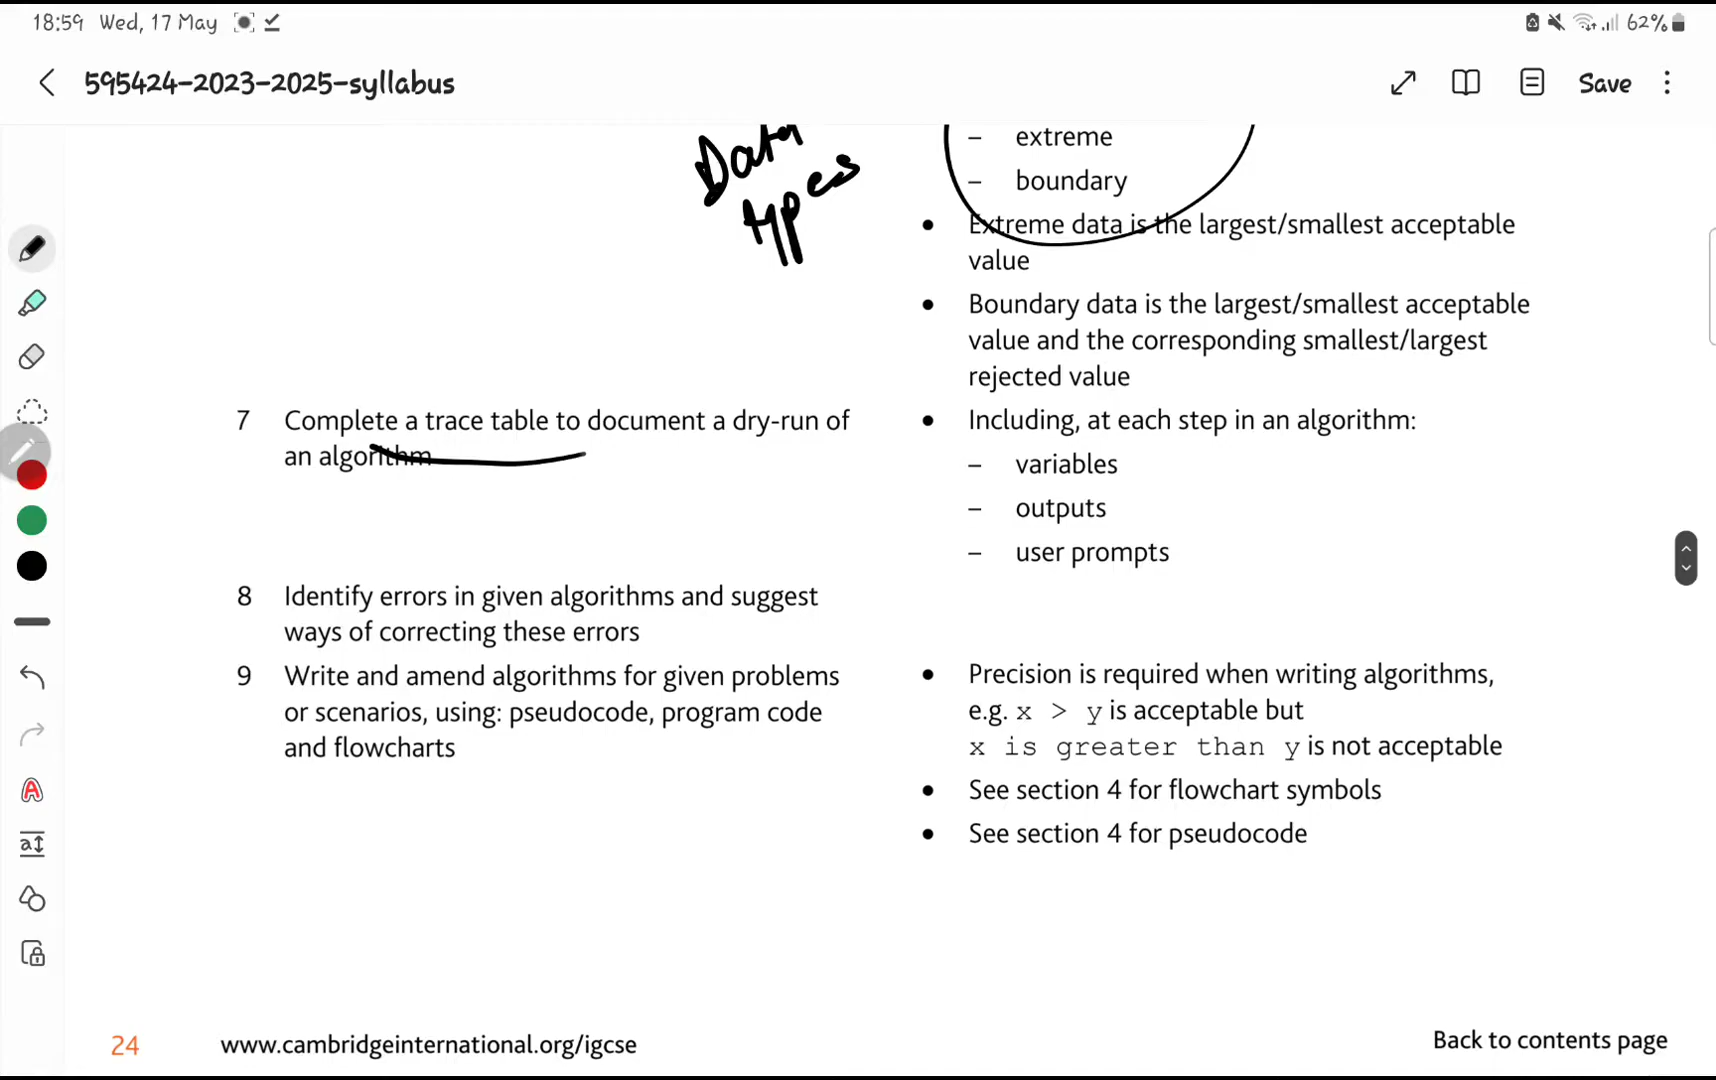 18:59 Wed, 17 May
62%
595424-2023-2025-syllabus
Save
Data
types
– extreme
– boundary
• Extreme data is the largest/smallest acceptable
value
• Boundary data is the largest/smallest acceptable
value and the corresponding smallest/largest
rejected value
7 Complete a trace table to document a dry-run of
an algorithm
• Including, at each step in an algorithm:
– variables
– outputs
– user prompts
8 Identify errors in given algorithms and suggest
ways of correcting these errors
9 Write and amend algorithms for given problems
or scenarios, using: pseudocode, program code
and flowcharts
• Precision is required when writing algorithms,
e.g. x > y is acceptable but
x is greater than y is not acceptable
• See section 4 for flowchart symbols
• See section 4 for pseudocode
24 www.cambridgeinternational.org/igcse
Back to contents page